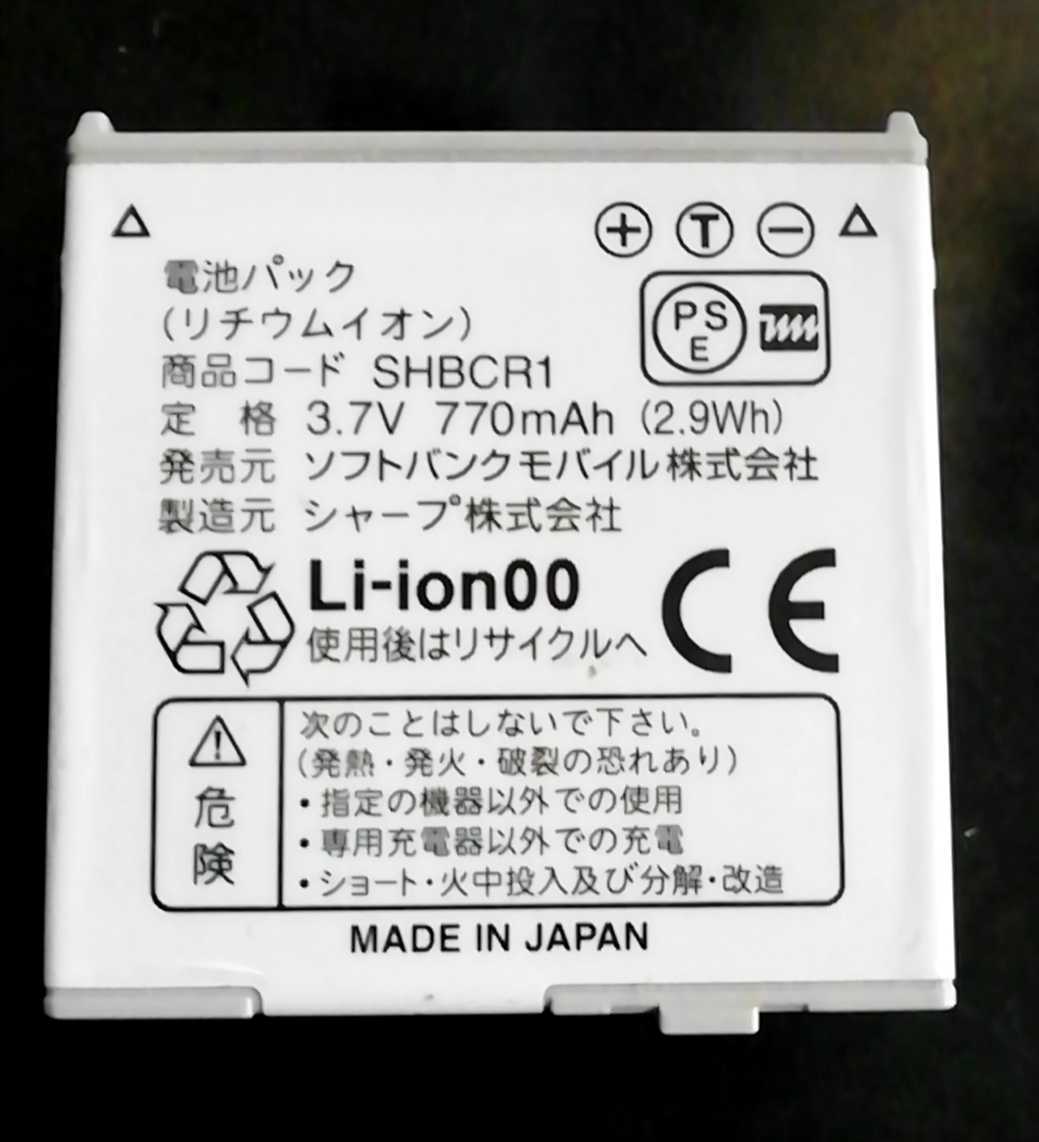 + T −
電池パック
(リチウムイオン)
PS
E
商品コード SHBCR1
定 格 3.7V 770mAh (2.9Wh)
発売元 ソフトバンクモバイル株式会社
製造元 シャープ株式会社
Li-ion00
使用後はリサイクルへ
CE
次のことはしないで下さい。
(発熱・発火・破裂の恐れあり)
危険
・指定の機器以外での使用
・専用充電器以外での充電
・ショート・火中投入及び分解・改造
MADE IN JAPAN